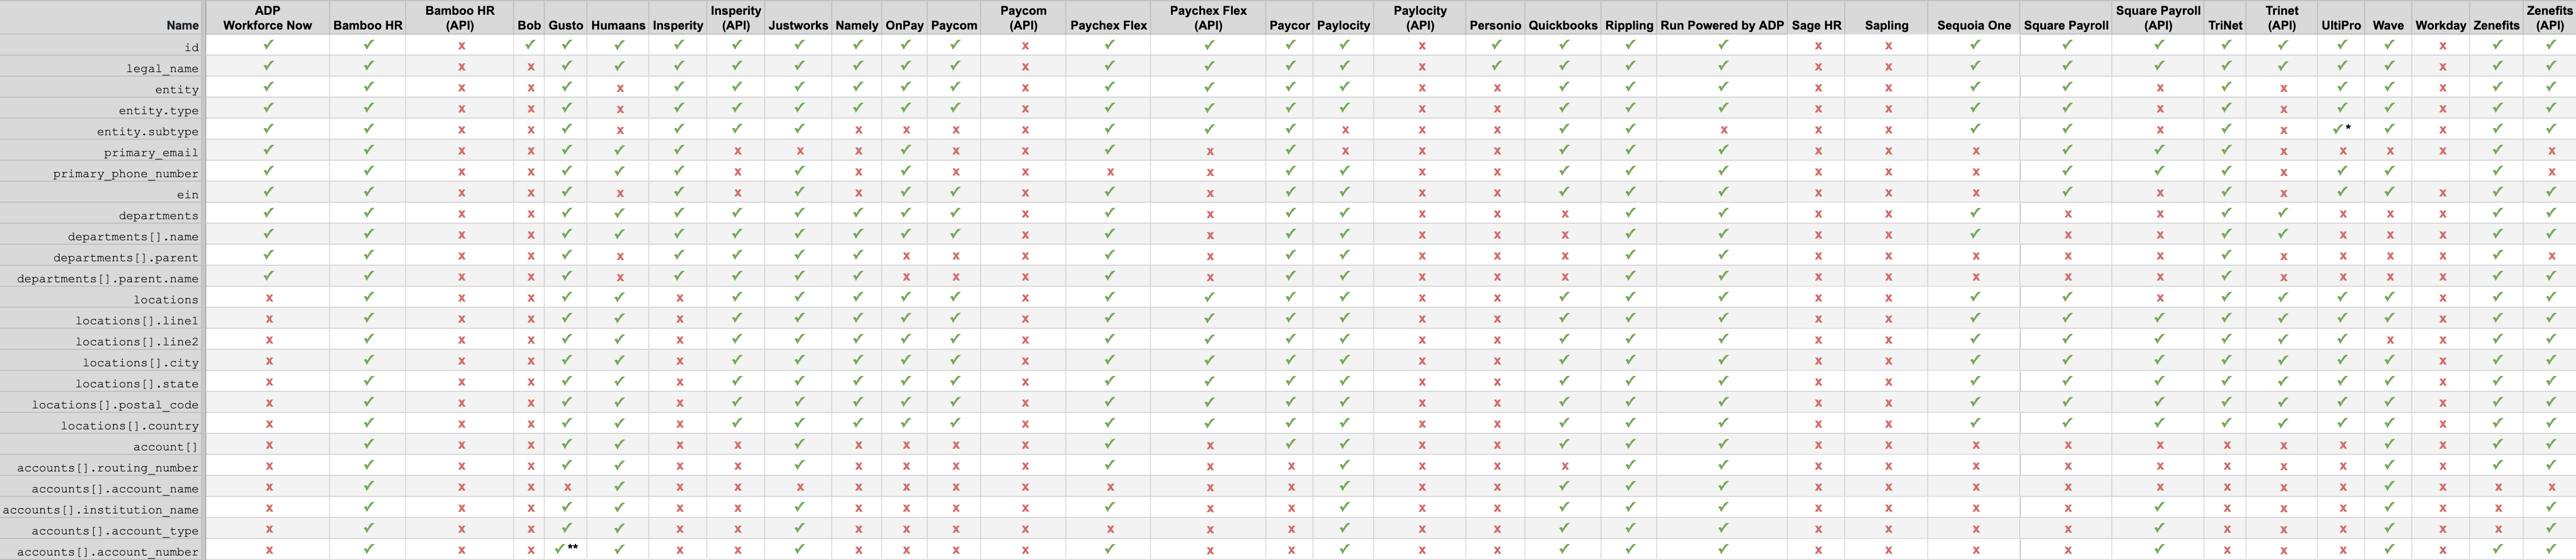 ADP Bamboo HR Insperity Paycom Paychex Flex Paylocity Square Payroll Trinet Zenefits
Name Workforce Now Bamboo HR (API) Bob Gusto Humaans Insperity (API) Justworks Namely OnPay Paycom (API) Paychex Flex (API) Paycor Paylocity (API) Personio Quickbooks Rippling Run Powered by ADP Sage HR Sapling Sequoia One Square Payroll (API) TriNet (API) UltiPro Wave Workday Zenefits (API)
id ✓ ✓ x ✓ ✓ ✓ ✓ ✓ ✓ ✓ ✓ ✓ x ✓ ✓ ✓ ✓ x ✓ ✓ ✓ ✓ x x ✓ ✓ ✓ ✓ ✓ ✓ ✓ x ✓ ✓
legal_name ✓ ✓ x x ✓ ✓ ✓ ✓ ✓ ✓ ✓ ✓ x ✓ ✓ ✓ ✓ x ✓ ✓ ✓ ✓ x x ✓ ✓ ✓ ✓ ✓ ✓ ✓ x ✓ ✓
entity ✓ ✓ x x ✓ x ✓ ✓ ✓ ✓ ✓ ✓ x ✓ ✓ ✓ ✓ x x ✓ ✓ ✓ x x ✓ ✓ x ✓ x ✓ ✓ x ✓ ✓
entity.type ✓ ✓ x x ✓ x ✓ ✓ ✓ ✓ ✓ ✓ x ✓ ✓ ✓ ✓ x x ✓ ✓ ✓ x x ✓ ✓ x ✓ x ✓ ✓ x ✓ ✓
entity.subtype ✓ ✓ x x ✓ x ✓ ✓ ✓ x x x x ✓ ✓ ✓ x x x ✓ ✓ x x x ✓ ✓ x ✓ x ✓* ✓ x ✓ ✓
primary_email ✓ ✓ x x ✓ ✓ ✓ x x x ✓ x x ✓ x ✓ x x x ✓ ✓ ✓ x x x ✓ ✓ ✓ x x x x ✓ x
primary_phone_number ✓ ✓ x x ✓ ✓ ✓ x ✓ x ✓ x x x x ✓ ✓ x x ✓ ✓ ✓ x x x ✓ ✓ ✓ x ✓ ✓ ✓ x
ein ✓ ✓ x x ✓ x ✓ x ✓ x ✓ ✓ x ✓ x ✓ ✓ x x ✓ ✓ ✓ x x x ✓ x ✓ x ✓ ✓ x ✓ ✓
departments ✓ ✓ x x ✓ ✓ ✓ ✓ ✓ ✓ ✓ ✓ x ✓ x ✓ ✓ x x x ✓ ✓ x x ✓ x x ✓ ✓ x x x ✓ ✓
departments[].name ✓ ✓ x x ✓ ✓ ✓ ✓ ✓ ✓ ✓ ✓ x ✓ x ✓ ✓ x x x ✓ ✓ x x ✓ x x ✓ ✓ x x x ✓ ✓
departments[].parent ✓ ✓ x x ✓ x ✓ ✓ ✓ ✓ x x x ✓ x ✓ ✓ x x x ✓ ✓ x x x x x ✓ x x x x ✓ x
departments[].parent.name ✓ ✓ x x ✓ x ✓ ✓ ✓ ✓ x x x ✓ x ✓ ✓ x x x ✓ ✓ x x x x x ✓ x x x x ✓ ✓
locations x ✓ x x ✓ ✓ x ✓ ✓ ✓ ✓ ✓ x ✓ ✓ ✓ ✓ x x ✓ ✓ ✓ x x ✓ ✓ x ✓ ✓ ✓ ✓ x ✓ ✓
locations[].line1 x ✓ x x ✓ ✓ x ✓ ✓ ✓ ✓ ✓ x ✓ ✓ ✓ ✓ x x ✓ ✓ ✓ x x ✓ ✓ ✓ ✓ ✓ ✓ ✓ x ✓ ✓
locations[].line2 x ✓ x x ✓ ✓ x ✓ ✓ ✓ ✓ ✓ x ✓ ✓ ✓ ✓ x x ✓ ✓ ✓ x x ✓ ✓ ✓ ✓ ✓ ✓ x x ✓ ✓
locations[].city x ✓ x x ✓ ✓ x ✓ ✓ ✓ ✓ ✓ x ✓ ✓ ✓ ✓ x x ✓ ✓ ✓ x x ✓ ✓ ✓ ✓ ✓ ✓ ✓ x ✓ ✓
locations[].state x ✓ x x ✓ ✓ x ✓ ✓ ✓ ✓ ✓ x ✓ ✓ ✓ ✓ x x ✓ ✓ ✓ x x ✓ ✓ ✓ ✓ ✓ ✓ ✓ x ✓ ✓
locations[].postal_code x ✓ x x ✓ ✓ x ✓ ✓ ✓ ✓ ✓ x ✓ ✓ ✓ ✓ x x ✓ ✓ ✓ x x ✓ ✓ ✓ ✓ ✓ ✓ ✓ x ✓ ✓
locations[].country x ✓ x x ✓ ✓ x ✓ ✓ ✓ ✓ ✓ x ✓ ✓ ✓ ✓ x x ✓ ✓ ✓ x x ✓ ✓ ✓ ✓ ✓ ✓ ✓ x ✓ ✓
account[] x ✓ x x ✓ ✓ x x ✓ x x x x ✓ x ✓ ✓ x x ✓ ✓ ✓ x x x x x x x x ✓ x ✓ ✓
accounts[].routing_number x ✓ x x ✓ ✓ x x ✓ x x x x ✓ x x ✓ x x x ✓ ✓ x x x x x x x x ✓ x ✓ ✓
accounts[].account_name x ✓ x x x ✓ x x x x x x x x x x ✓ x x ✓ ✓ ✓ x x x x x x x x ✓ x x x
accounts[].institution_name x ✓ x x ✓ ✓ x x ✓ x x x x ✓ x x ✓ x x ✓ ✓ ✓ x x x x ✓ x x x ✓ x x ✓
accounts[].account_type x ✓ x x ✓ ✓ x x ✓ x x x x x x x ✓ x x ✓ ✓ ✓ x x x x ✓ x x x ✓ x x ✓
accounts[].account_number x ✓ x x ✓** ✓ x x ✓ x x x x ✓ x x ✓ x x ✓ ✓ ✓ x x x x ✓ x x x ✓ x ✓ ✓